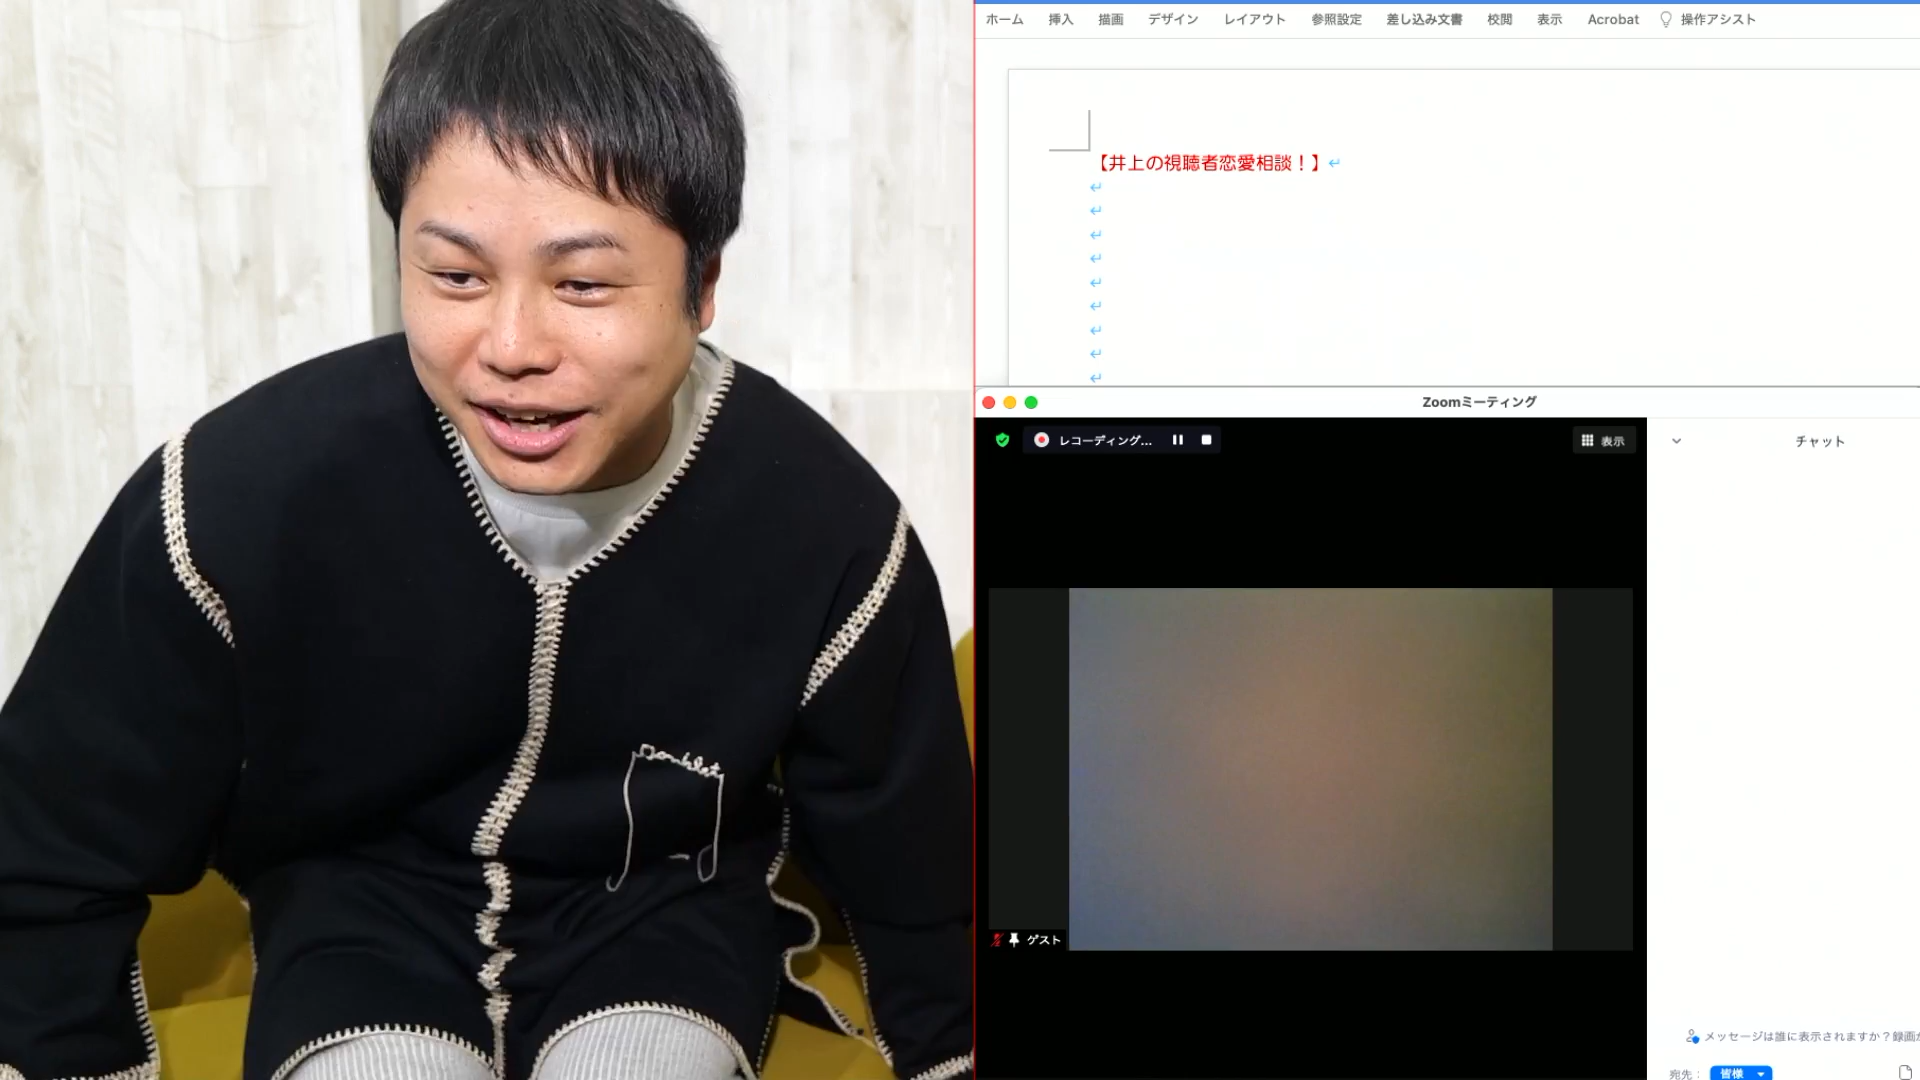 ホーム 挿入 描画 デザイン レイアウト 参照設定 差し込み文書 校閲 表示 Acrobat 操作アシスト
【井上の視聴者恋愛相談！】
Zoomミーティング
レコーディング...
表示
チャット
ゲスト
doublet
メッセージは誰に表示されますか？録画
宛先：
皆様